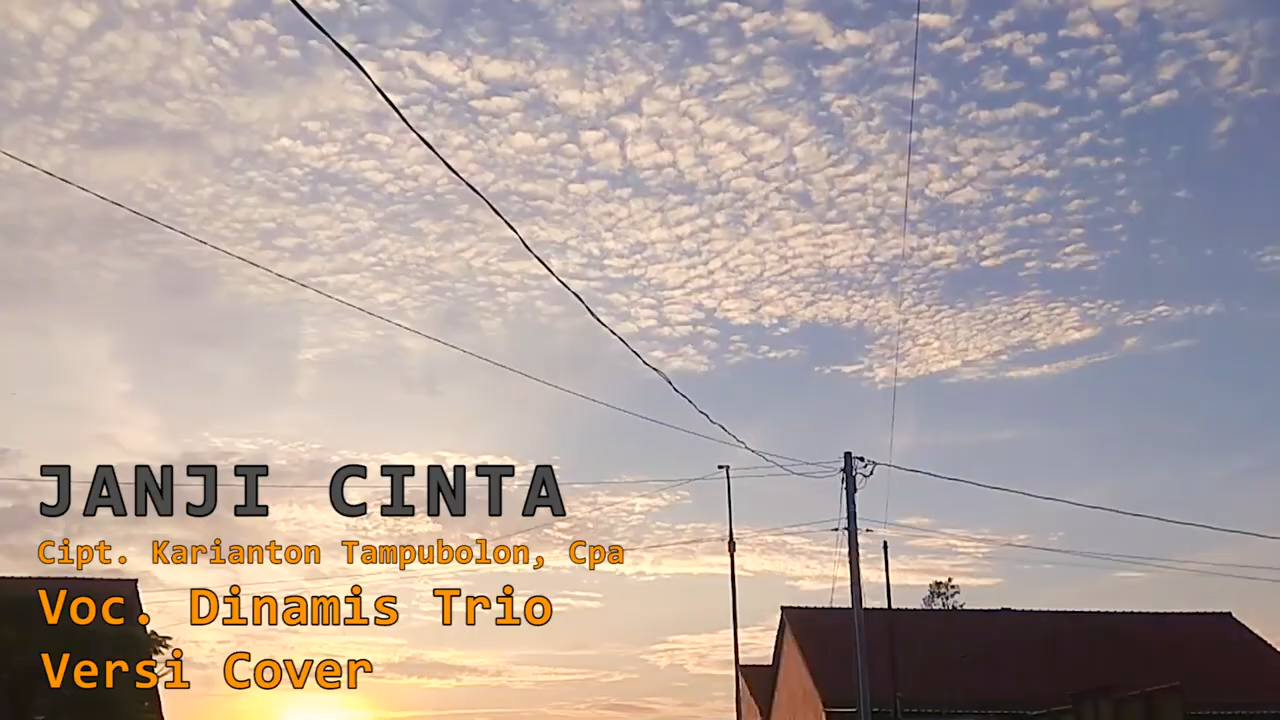 JANJI CINTA
Cipt. Karianton Tampubolon, Cpa
Voc. Dinamis Trio
Versi Cover